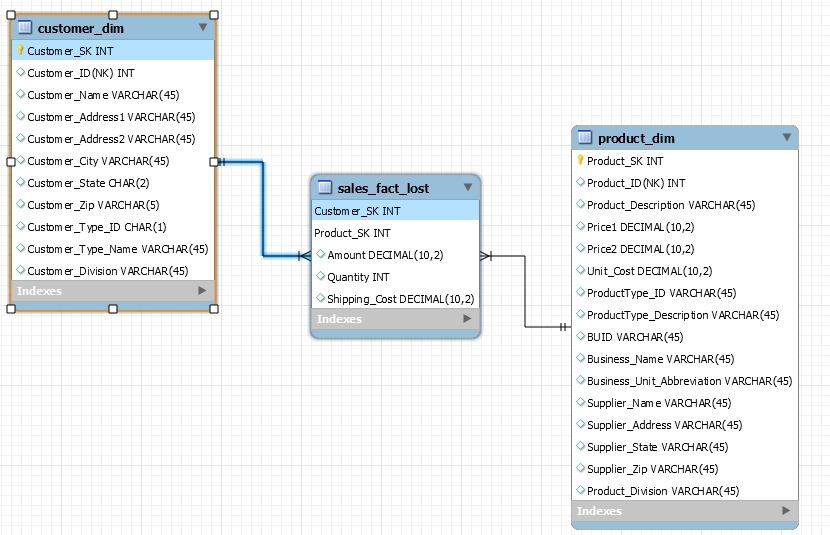 customer_dim
Customer_SK INT
Customer_ID(NK) INT
Customer_Name VARCHAR(45)
Customer_Address1 VARCHAR(45)
Customer_Address2 VARCHAR(45)
Customer_City VARCHAR(45)
Customer_State CHAR(2)
Customer_Zip VARCHAR(5)
Customer_Type_ID CHAR(1)
Customer_Type_Name VARCHAR(45)
Customer_Division VARCHAR(45)
Indexes
sales_fact_lost
Customer_SK INT
Product_SK INT
Amount DECIMAL(10,2)
Quantity INT
Shipping_Cost DECIMAL(10,2)
Indexes
product_dim
Product_SK INT
Product_ID(NK) INT
Product_Description VARCHAR(45)
Price1 DECIMAL(10,2)
Price2 DECIMAL(10,2)
Unit_Cost DECIMAL(10,2)
ProductType_ID VARCHAR(45)
ProductType_Description VARCHAR(45)
BUID VARCHAR(45)
Business_Name VARCHAR(45)
Business_Unit_Abbreviation VARCHAR(45)
Supplier_Name VARCHAR(45)
Supplier_Address VARCHAR(45)
Supplier_State VARCHAR(45)
Supplier_Zip VARCHAR(45)
Product_Division VARCHAR(45)
Indexes